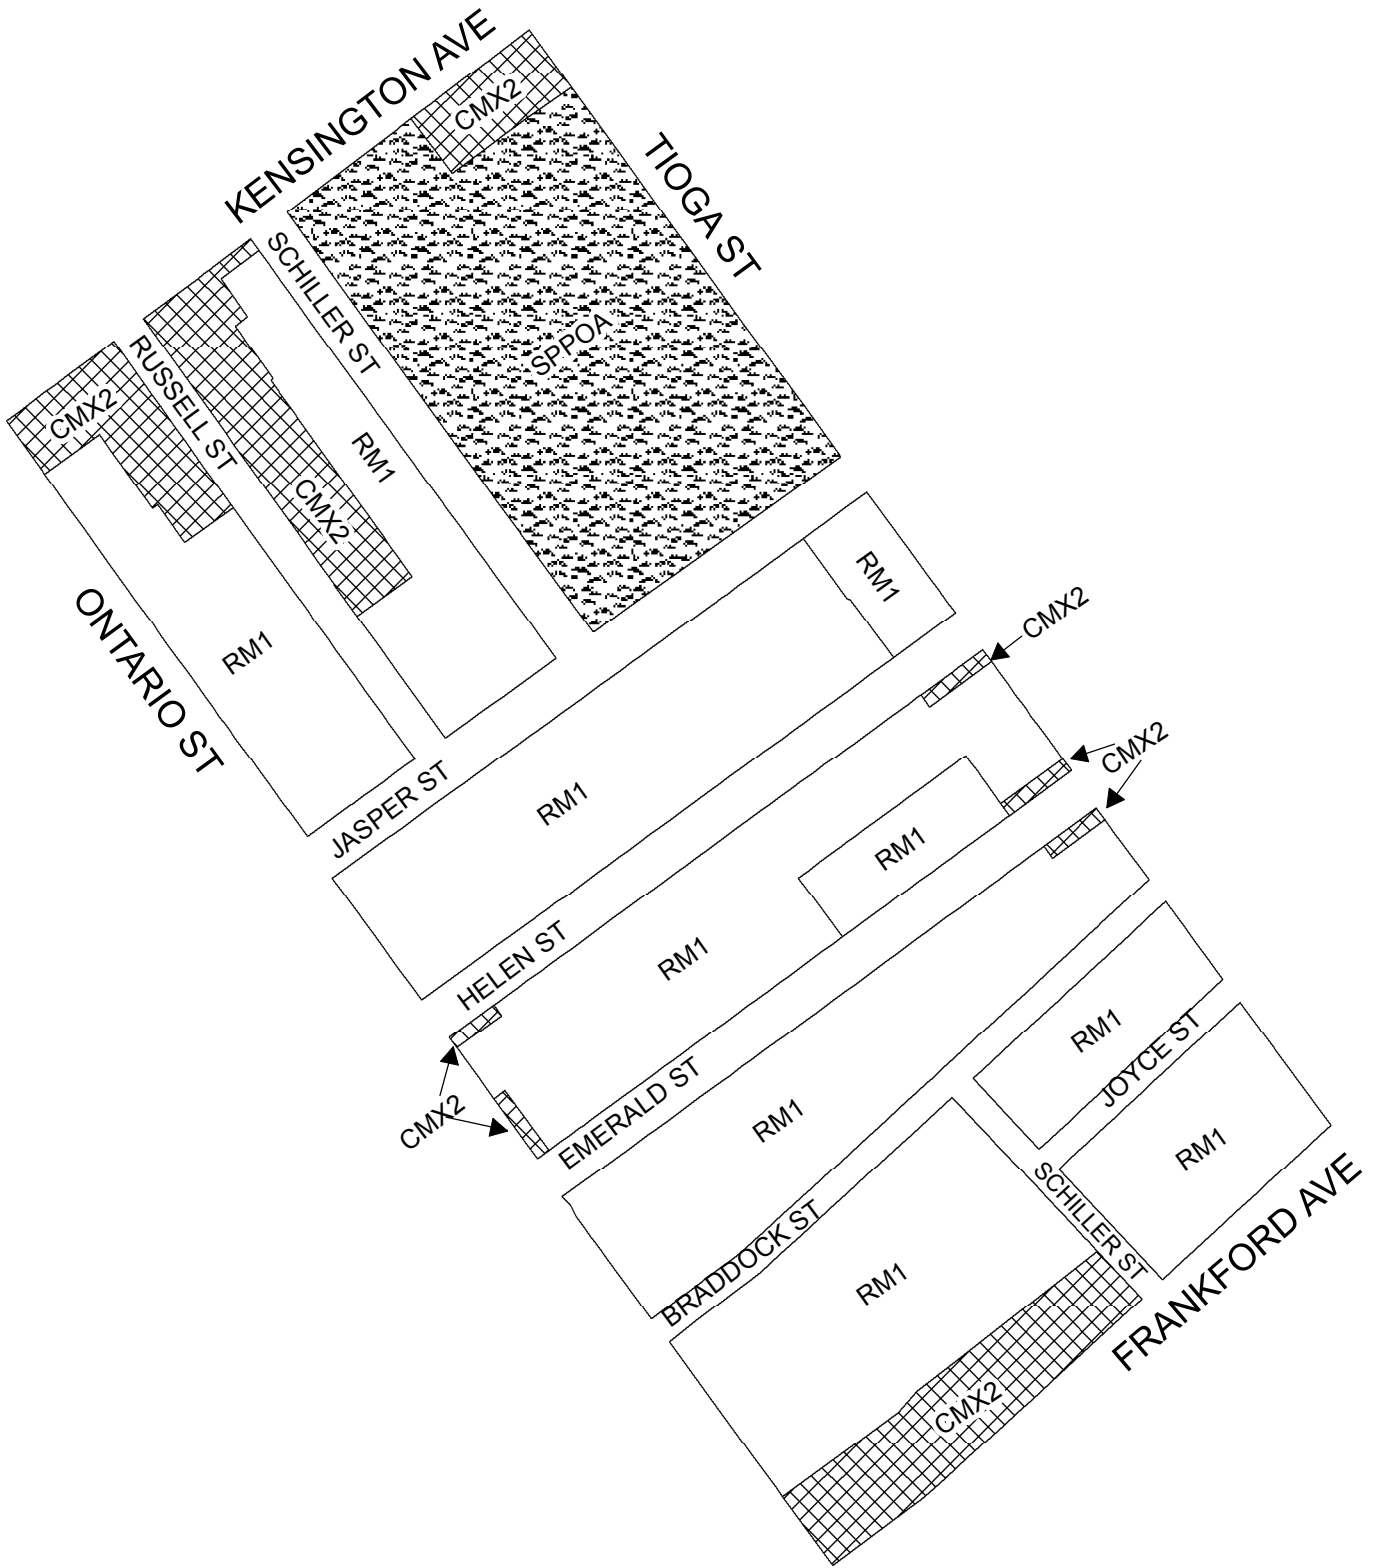 KENSINGTON AVE
CMX2
TIOGA ST
SCHILLER ST
SPPOA
RUSSELL ST
CMX2
RM1
CMX2
RM1
ONTARIO ST
RM1
CMX2
JASPER ST
RM1
CMX2
RM1
HELEN ST
RM1
RM1
JOYCE ST
CMX2
EMERALD ST
RM1
RM1
SCHILLER ST
BRADDOCK ST
RM1
FRANKFORD AVE
CMX2